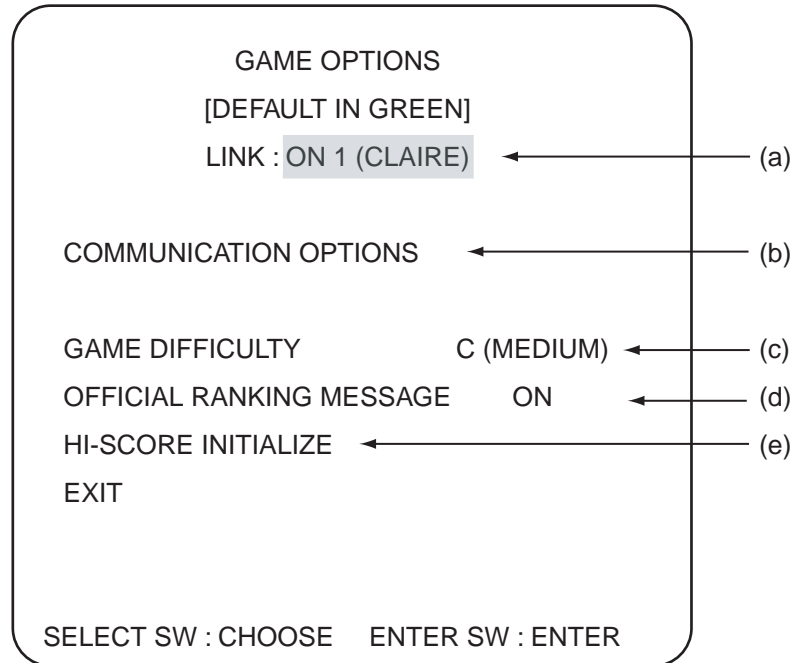 GAME OPTIONS
[DEFAULT IN GREEN]
LINK : ON 1 (CLAIRE) (a)
COMMUNICATION OPTIONS (b)
GAME DIFFICULTY C (MEDIUM) (c)
OFFICIAL RANKING MESSAGE ON (d)
HI-SCORE INITIALIZE (e)
EXIT
SELECT SW : CHOOSE ENTER SW : ENTER